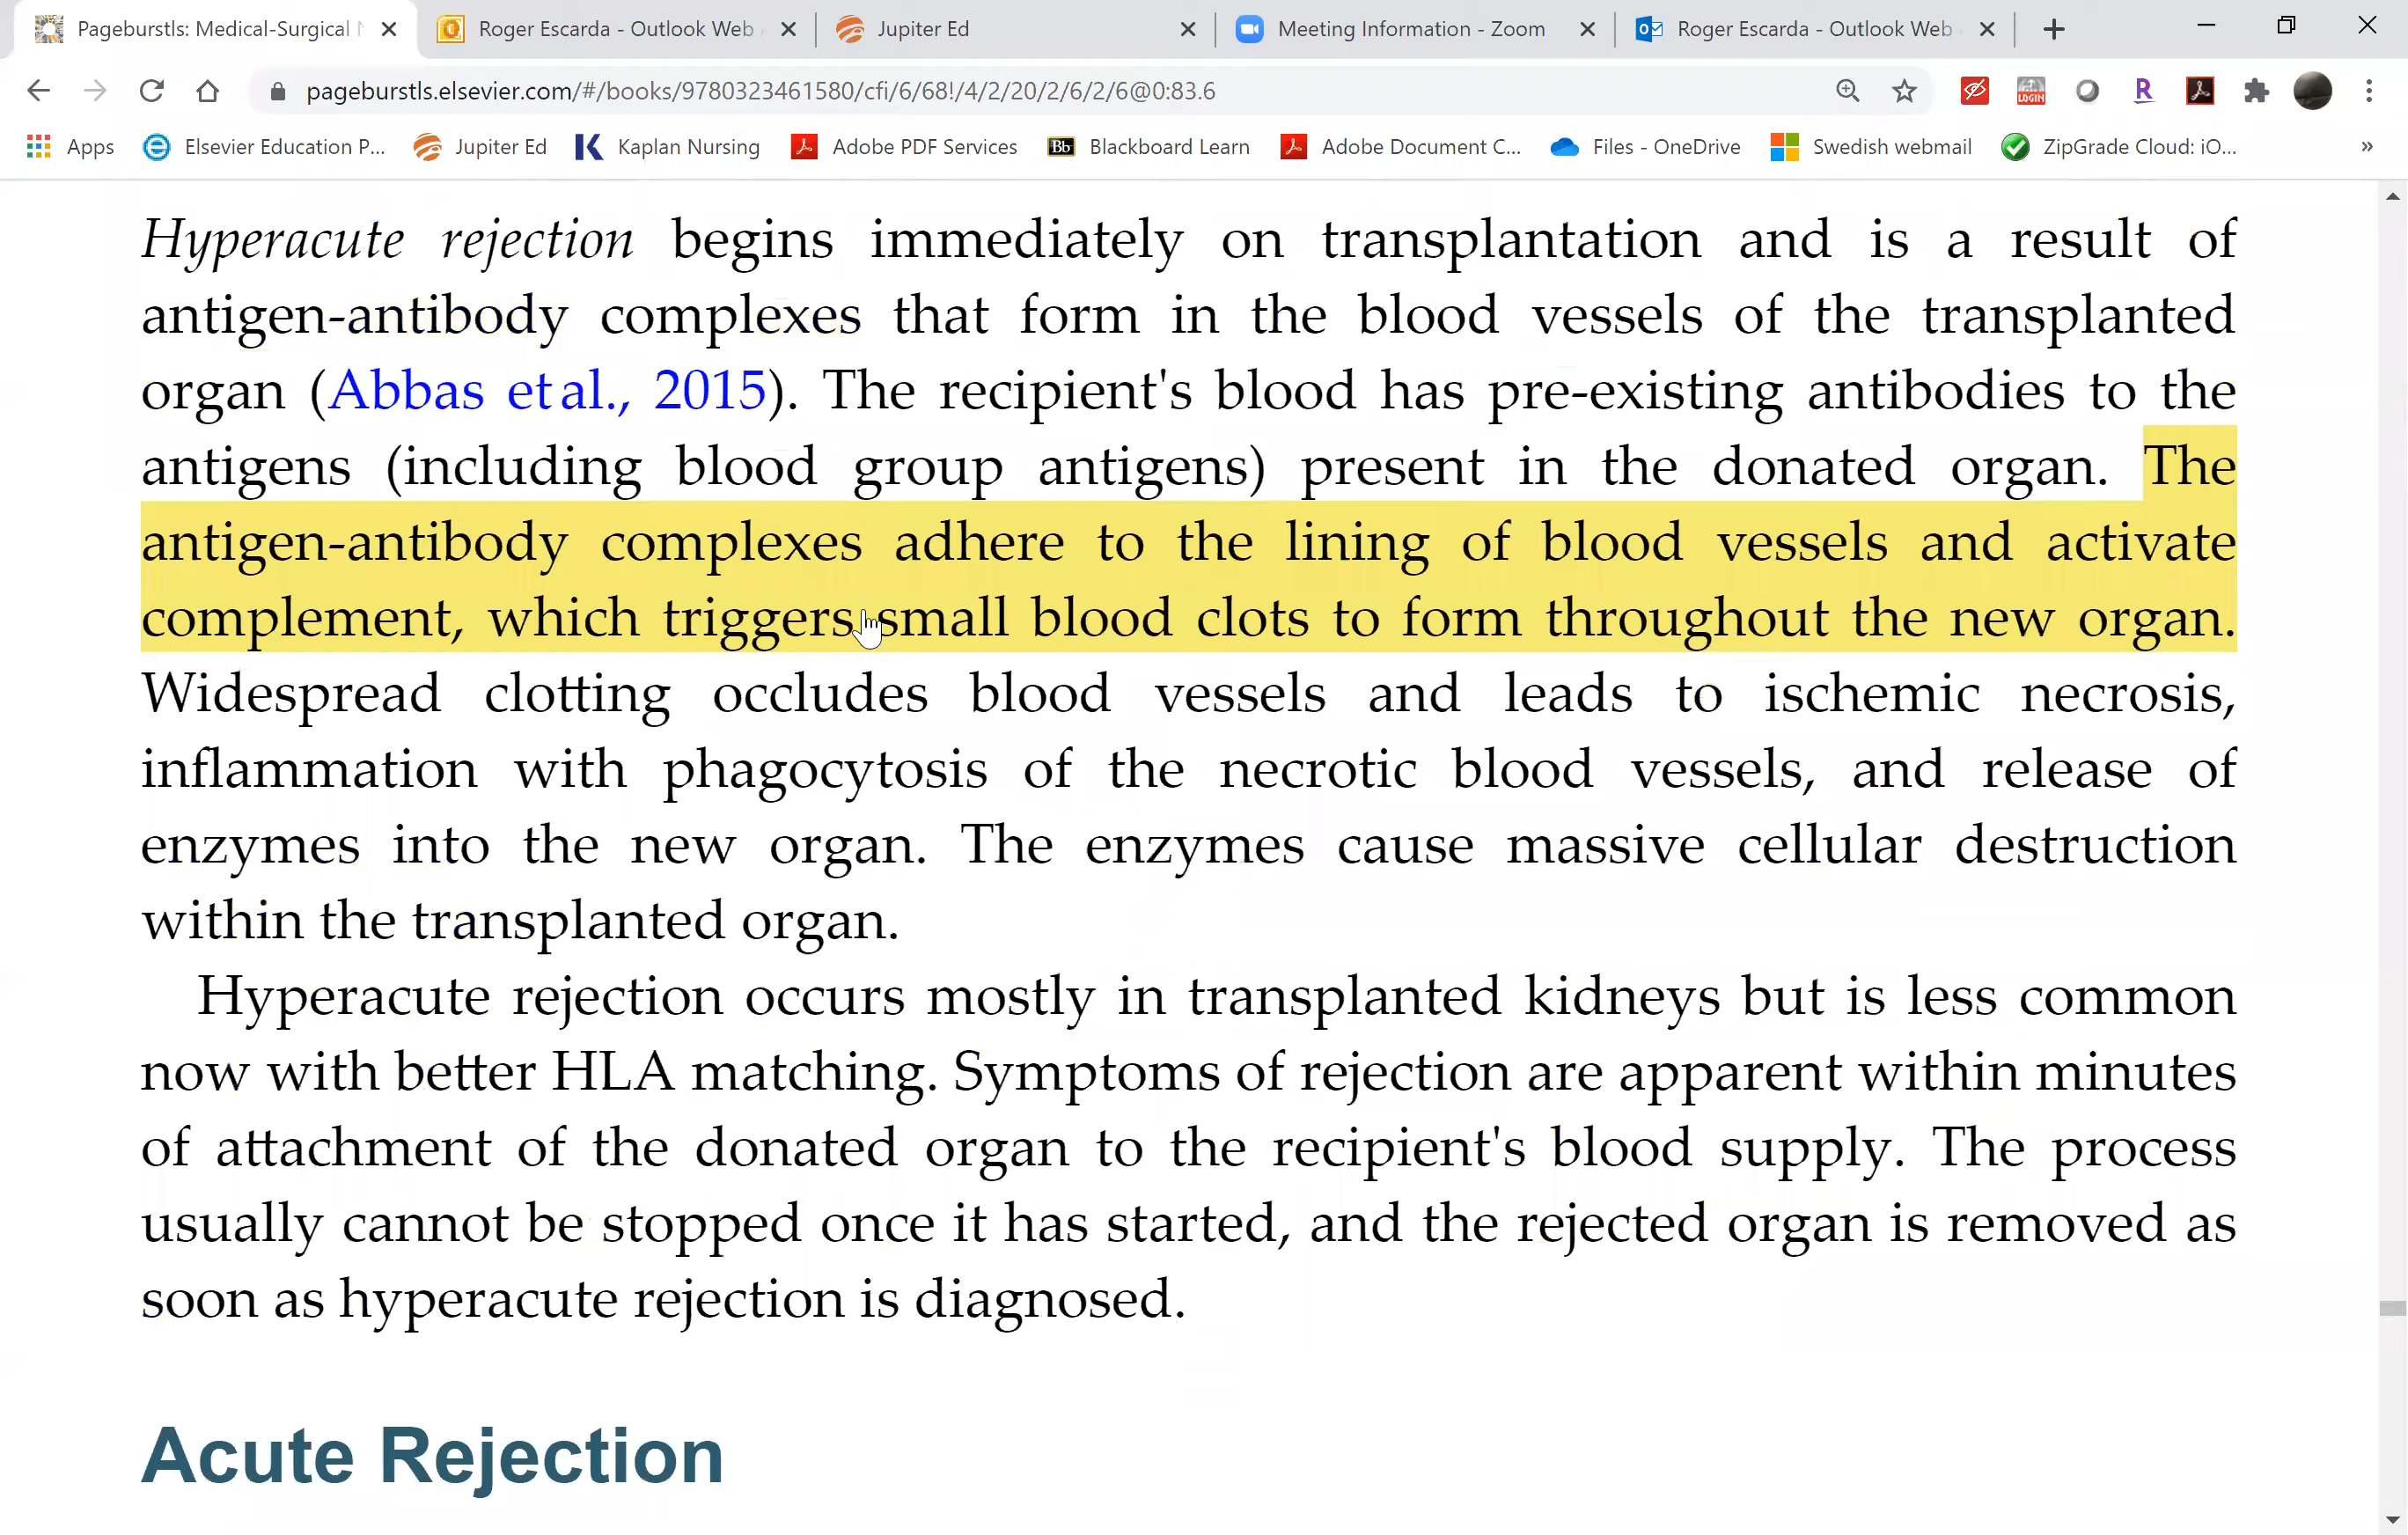 Pageburstls: Medical-Surgical
Roger Escarda - Outlook Web
Jupiter Ed
Meeting Information - Zoom
Roger Escarda - Outlook Web
pageburstls.elsevier.com/#/books/9780323461580/cfi/6/68!/4/2/20/2/6/2/6@0:83.6
LOGIN
R
Apps
Elsevier Education P...
Jupiter Ed
Kaplan Nursing
Adobe PDF Services
Bb
Blackboard Learn
Adobe Document C...
Files - OneDrive
Swedish webmail
ZipGrade Cloud: iO...
»
Hyperacute rejection begins immediately on transplantation and is a result of
antigen-antibody complexes that form in the blood vessels of the transplanted
organ (Abbas et al., 2015). The recipient's blood has pre-existing antibodies to the
antigens (including blood group antigens) present in the donated organ. The
antigen-antibody complexes adhere to the lining of blood vessels and activate
complement, which triggers small blood clots to form throughout the new organ.
Widespread clotting occludes blood vessels and leads to ischemic necrosis,
inflammation with phagocytosis of the necrotic blood vessels, and release of
enzymes into the new organ. The enzymes cause massive cellular destruction
within the transplanted organ.
Hyperacute rejection occurs mostly in transplanted kidneys but is less common
now with better HLA matching. Symptoms of rejection are apparent within minutes
of attachment of the donated organ to the recipient's blood supply. The process
usually cannot be stopped once it has started, and the rejected organ is removed as
soon as hyperacute rejection is diagnosed.
Acute Rejection